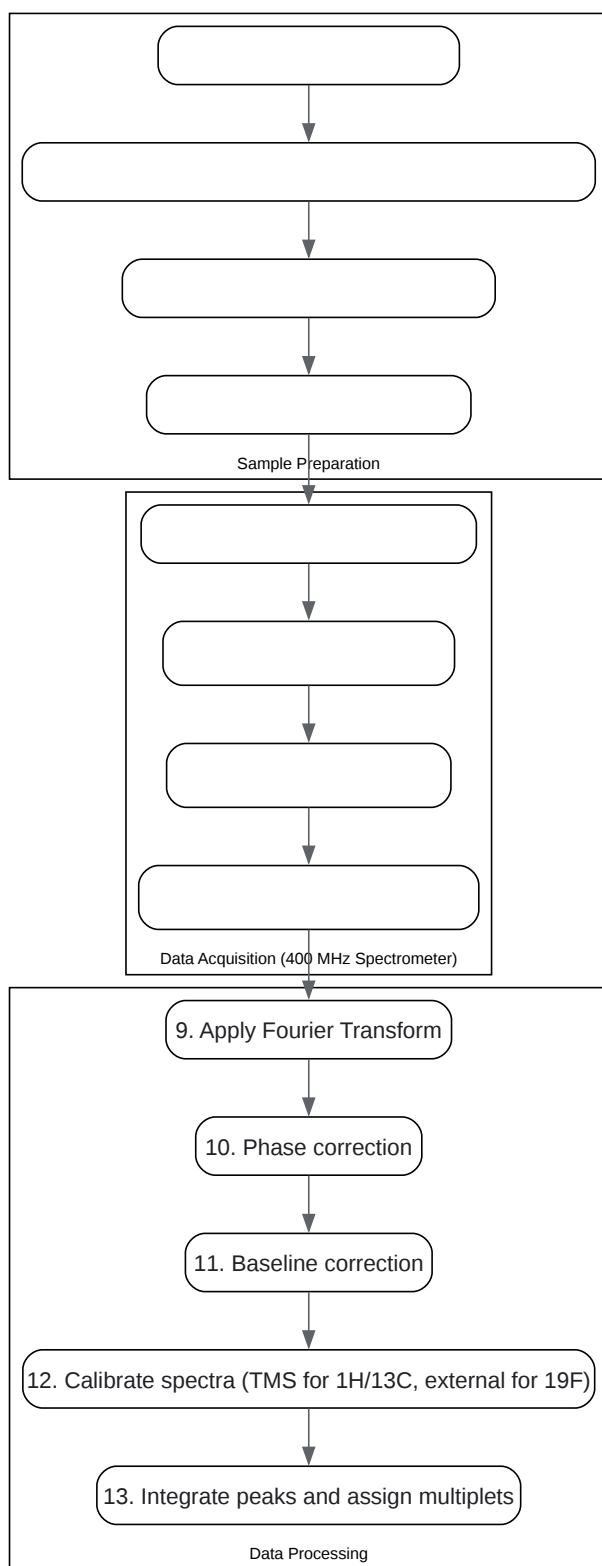 Sample Preparation
Data Acquisition (400 MHz Spectrometer)
9. Apply Fourier Transform
10. Phase correction
11. Baseline correction
12. Calibrate spectra (TMS for 1H/13C, external for 19F)
13. Integrate peaks and assign multiplets
Data Processing